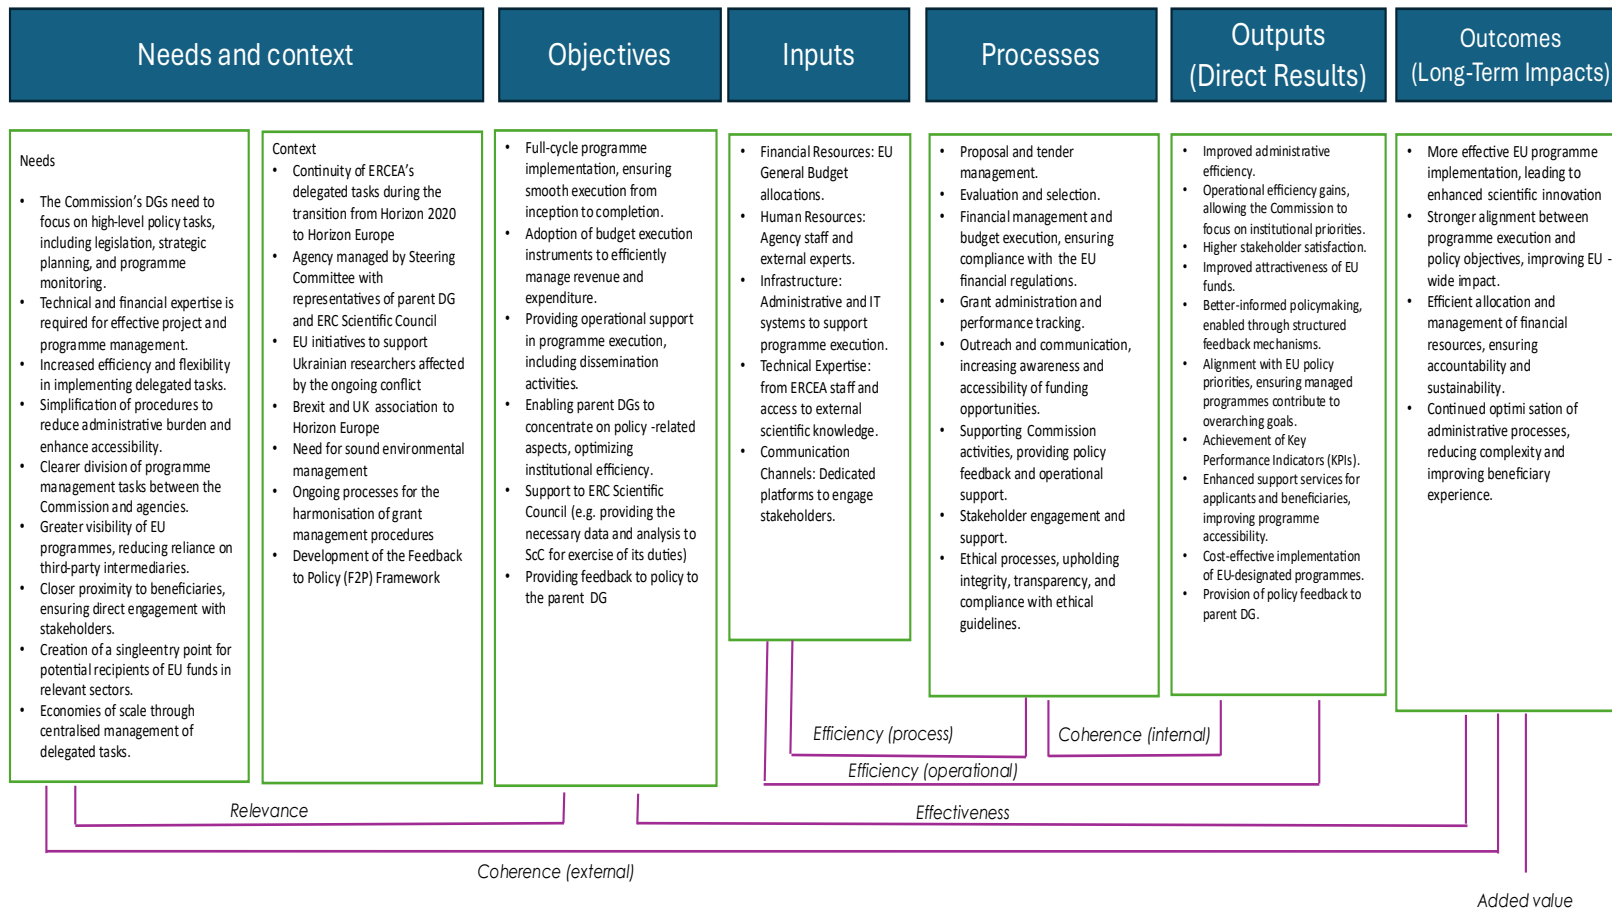 Needs and context
Objectives
Inputs
Processes
Outputs
(Direct Results)
Outcomes
(Long-Term Impacts)
Needs
• The Commission's DGs need to
focus on high-level policy tasks,
including legislation, strategic
planning, and programme
monitoring.
• Technical and financial expertise is
required for effective project and
programme management.
• Increased efficiency and flexibility
in implementing delegated tasks.
• Simplification of procedures to
reduce administrative burden and
enhance accessibility.
• Clearer division of programme
management tasks between the
Commission and agencies.
• Greater visibility of EU
programmes, reducing reliance on
third-party intermediaries.
• Closer proximity to beneficiaries,
ensuring direct engagement with
stakeholders.
• Creation of a singleentry point for
potential recipients of EU funds in
relevant sectors.
• Economies of scale through
centralised management of
delegated tasks.
Context
• Continuity of ERCEA's
delegated tasks during the
transition from Horizon 2020
to Horizon Europe
• Agency managed by Steering
Committee with
representatives of parent DG
and ERC Scientific Council
• EU initiatives to support
Ukrainian researchers affected
by the ongoing conflict
• Brexit and UK association to
Horizon Europe
• Need for sound environmental
management
• Ongoing processes for the
harmonisation of grant
management procedures
• Development of the Feedback
to Policy (F2P) Framework
• Full-cycle programme
implementation, ensuring
smooth execution from
inception to completion.
• Adoption of budget execution
instruments to efficiently
manage revenue and
expenditure.
• Providing operational support
in programme execution,
including dissemination
activities.
• Enabling parent DGs to
concentrate on policy -related
aspects, optimizing
institutional efficiency.
• Support to ERC Scientific
Council (e.g. providing the
necessary data and analysis to
ScC for exercise of its duties)
• Providing feedback to policy to
the parent DG
• Financial Resources: EU
General Budget
allocations.
• Human Resources:
Agency staff and
external experts.
• Infrastructure:
Administrative and IT
systems to support
programme execution.
• Technical Expertise:
from ERCEA staff and
access to external
scientific knowledge.
• Communication
Channels: Dedicated
platforms to engage
stakeholders.
• Proposal and tender
management.
• Evaluation and selection.
• Financial management and
budget execution, ensuring
compliance with the EU
financial regulations.
• Grant administration and
performance tracking.
• Outreach and communication,
increasing awareness and
accessibility of funding
opportunities.
• Supporting Commission
activities, providing policy
feedback and operational
support.
• Stakeholder engagement and
support.
• Ethical processes, upholding
integrity, transparency, and
compliance with ethical
guidelines.
• Improved administrative
efficiency.
• Operational efficiency gains,
allowing the Commission to
focus on institutional priorities.
• Higher stakeholder satisfaction.
• Improved attractiveness of EU
funds.
• Better-informed policymaking,
enabled through structured
feedback mechanisms.
• Alignment with EU policy
priorities, ensuring managed
programmes contribute to
overarching goals.
• Achievement of Key
Performance Indicators (KPIs).
• Enhanced support services for
applicants and beneficiaries,
improving programme
accessibility.
• Cost-effective implementation
of EU-designated programmes.
• Provision of policy feedback to
parent DG.
• More effective EU programme
implementation, leading to
enhanced scientific innovation
• Stronger alignment between
programme execution and
policy objectives, improving EU -
wide impact.
• Efficient allocation and
management of financial
resources, ensuring
accountability and
sustainability.
• Continued optimi sation of
administrative processes,
reducing complexity and
improving beneficiary
experience.
Efficiency (process)
Coherence (internal)
Efficiency (operational)
Relevance
Effectiveness
Coherence (external)
Added value